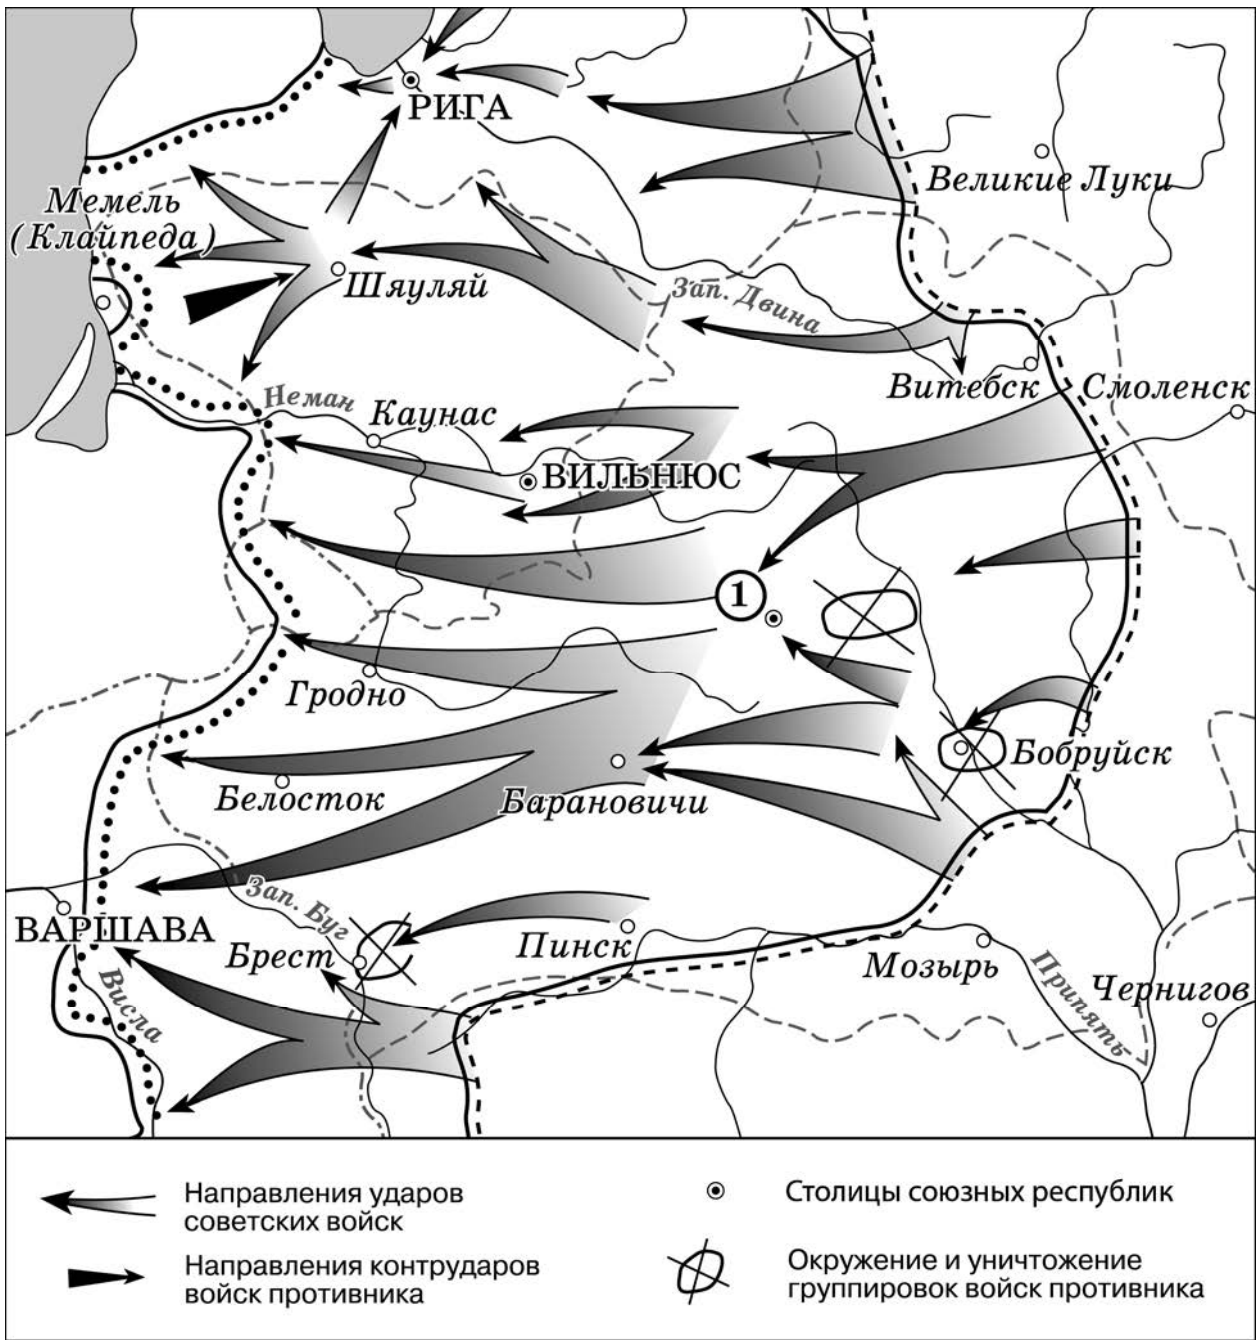 РИГА
Великие Луки
Мемель
(Клайпеда)
Шяуляй
Зап. Двина
Витебск
Смоленск
Неман
Каунас
ВИЛЬНЮС
1
Гродно
Бобруйск
Белосток
Барановичи
Зап. Буг
ВАРШАВА
Брест
Пинск
Мозырь
Висла
Припять
Чернигов
Направления ударов
советских войск
Столицы союзных республик
Направления контрударов
войск противника
Окружение и уничтожение
группировок войск противника